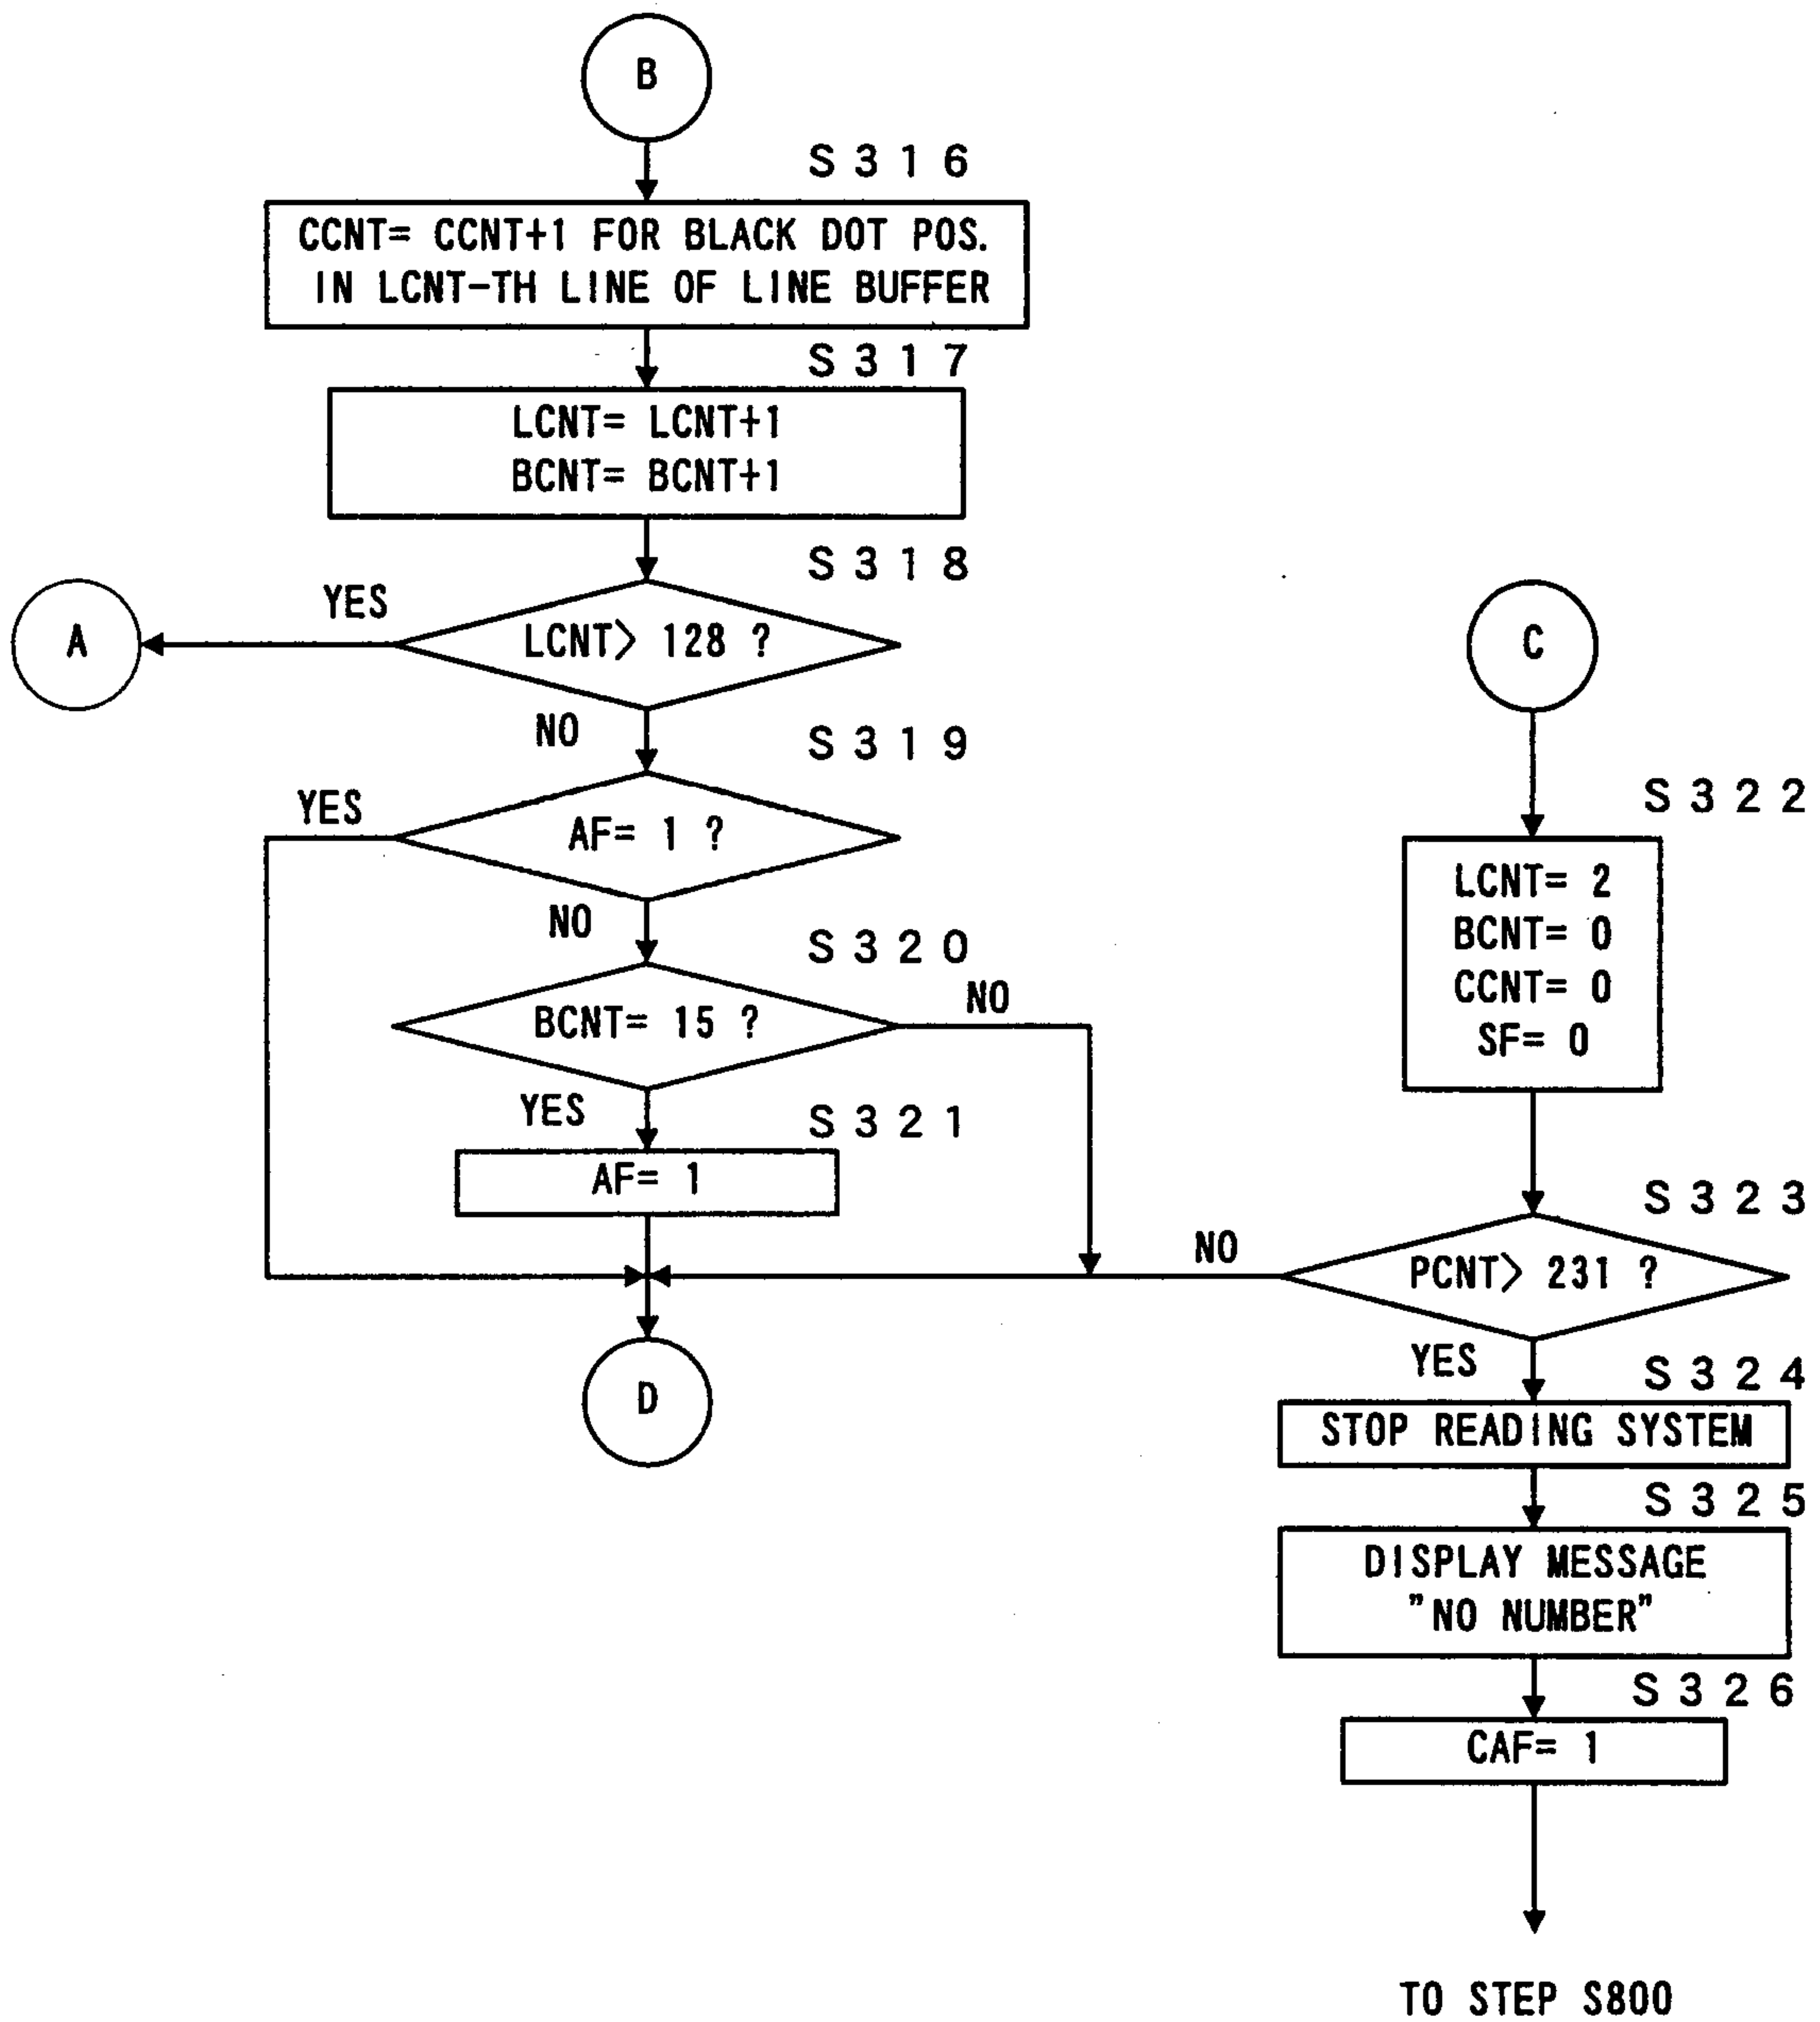 B
S316
CCNT= CCNT+1 FOR BLACK DOT POS.
IN LCNT-TH LINE OF LINE BUFFER
S317
LCNT= LCNT+1
BCNT= BCNT+1
S318
YES
A
LCNT> 128 ?
NO
S319
YES
AF= 1 ?
NO
S320
BCNT= 15 ?
NO
YES
S321
AF= 1
D
C
S322
LCNT= 2
BCNT= 0
CCNT= 0
SF= 0
S323
NO
PCNT> 231 ?
YES
S324
STOP READING SYSTEM
S325
DISPLAY MESSAGE
"NO NUMBER"
S326
CAF= 1
TO STEP S800